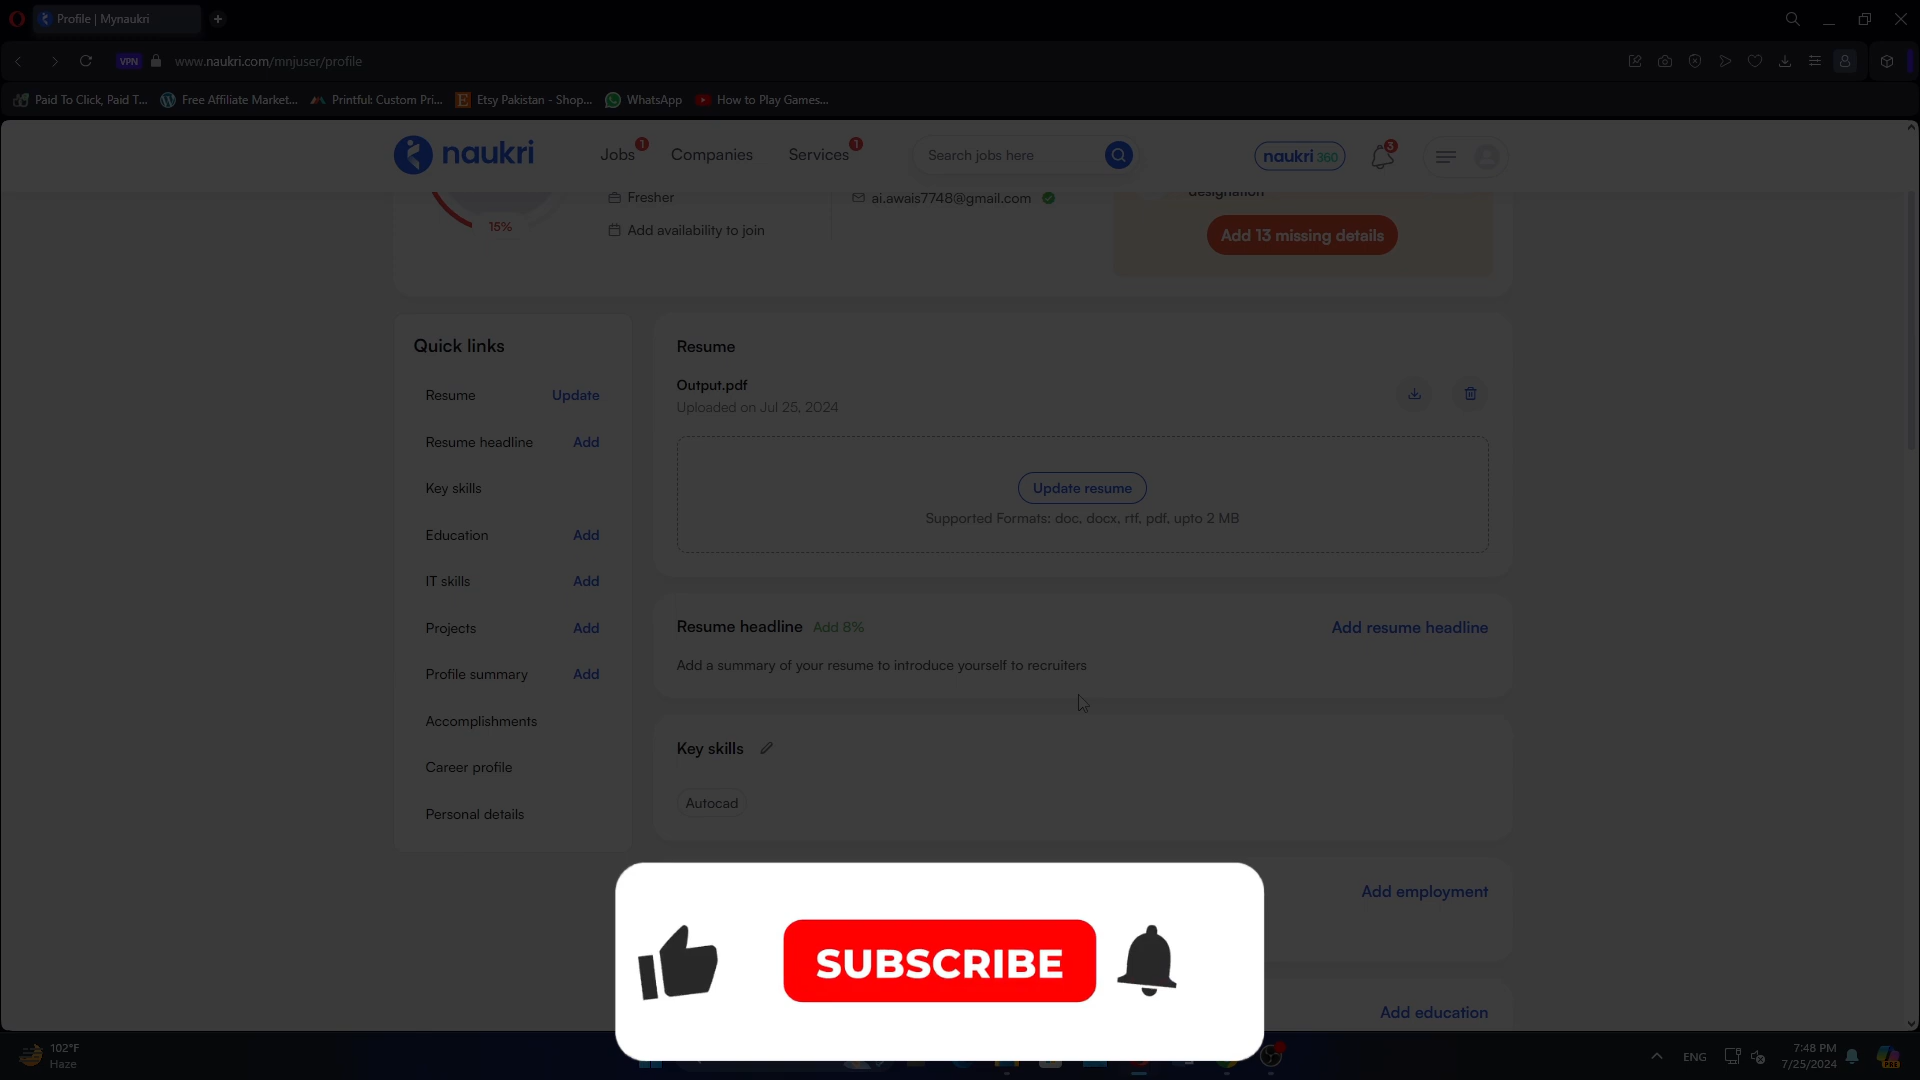 Profile | Mynaukri
VPN
www.naukri.com/mnjuser/profile
Paid To Click, Paid T...
Free Affiliate Market...
Printful: Custom Pri...
Etsy Pakistan - Shop...
WhatsApp
How to Play Games...
naukri
Jobs
1
Companies
Services
1
Search jobs here
naukri 360
3
15%
Fresher
ai.awais7748@gmail.com
designation
Add availability to join
Add 13 missing details
Quick links
Resume
Update
Resume headline
Add
Key skills
Education
Add
IT skills
Add
Projects
Add
Profile summary
Add
Accomplishments
Career profile
Personal details
Resume
Output.pdf
Uploaded on Jul 25, 2024
Update resume
Supported Formats: doc, docx, rtf, pdf, upto 2 MB
Resume headline
Add 8%
Add resume headline
Add a summary of your resume to introduce yourself to recruiters
Key skills
Autocad
Add employment
Add education
SUBSCRIBE
102°F
Haze
ENG
7:48 PM
7/25/2024